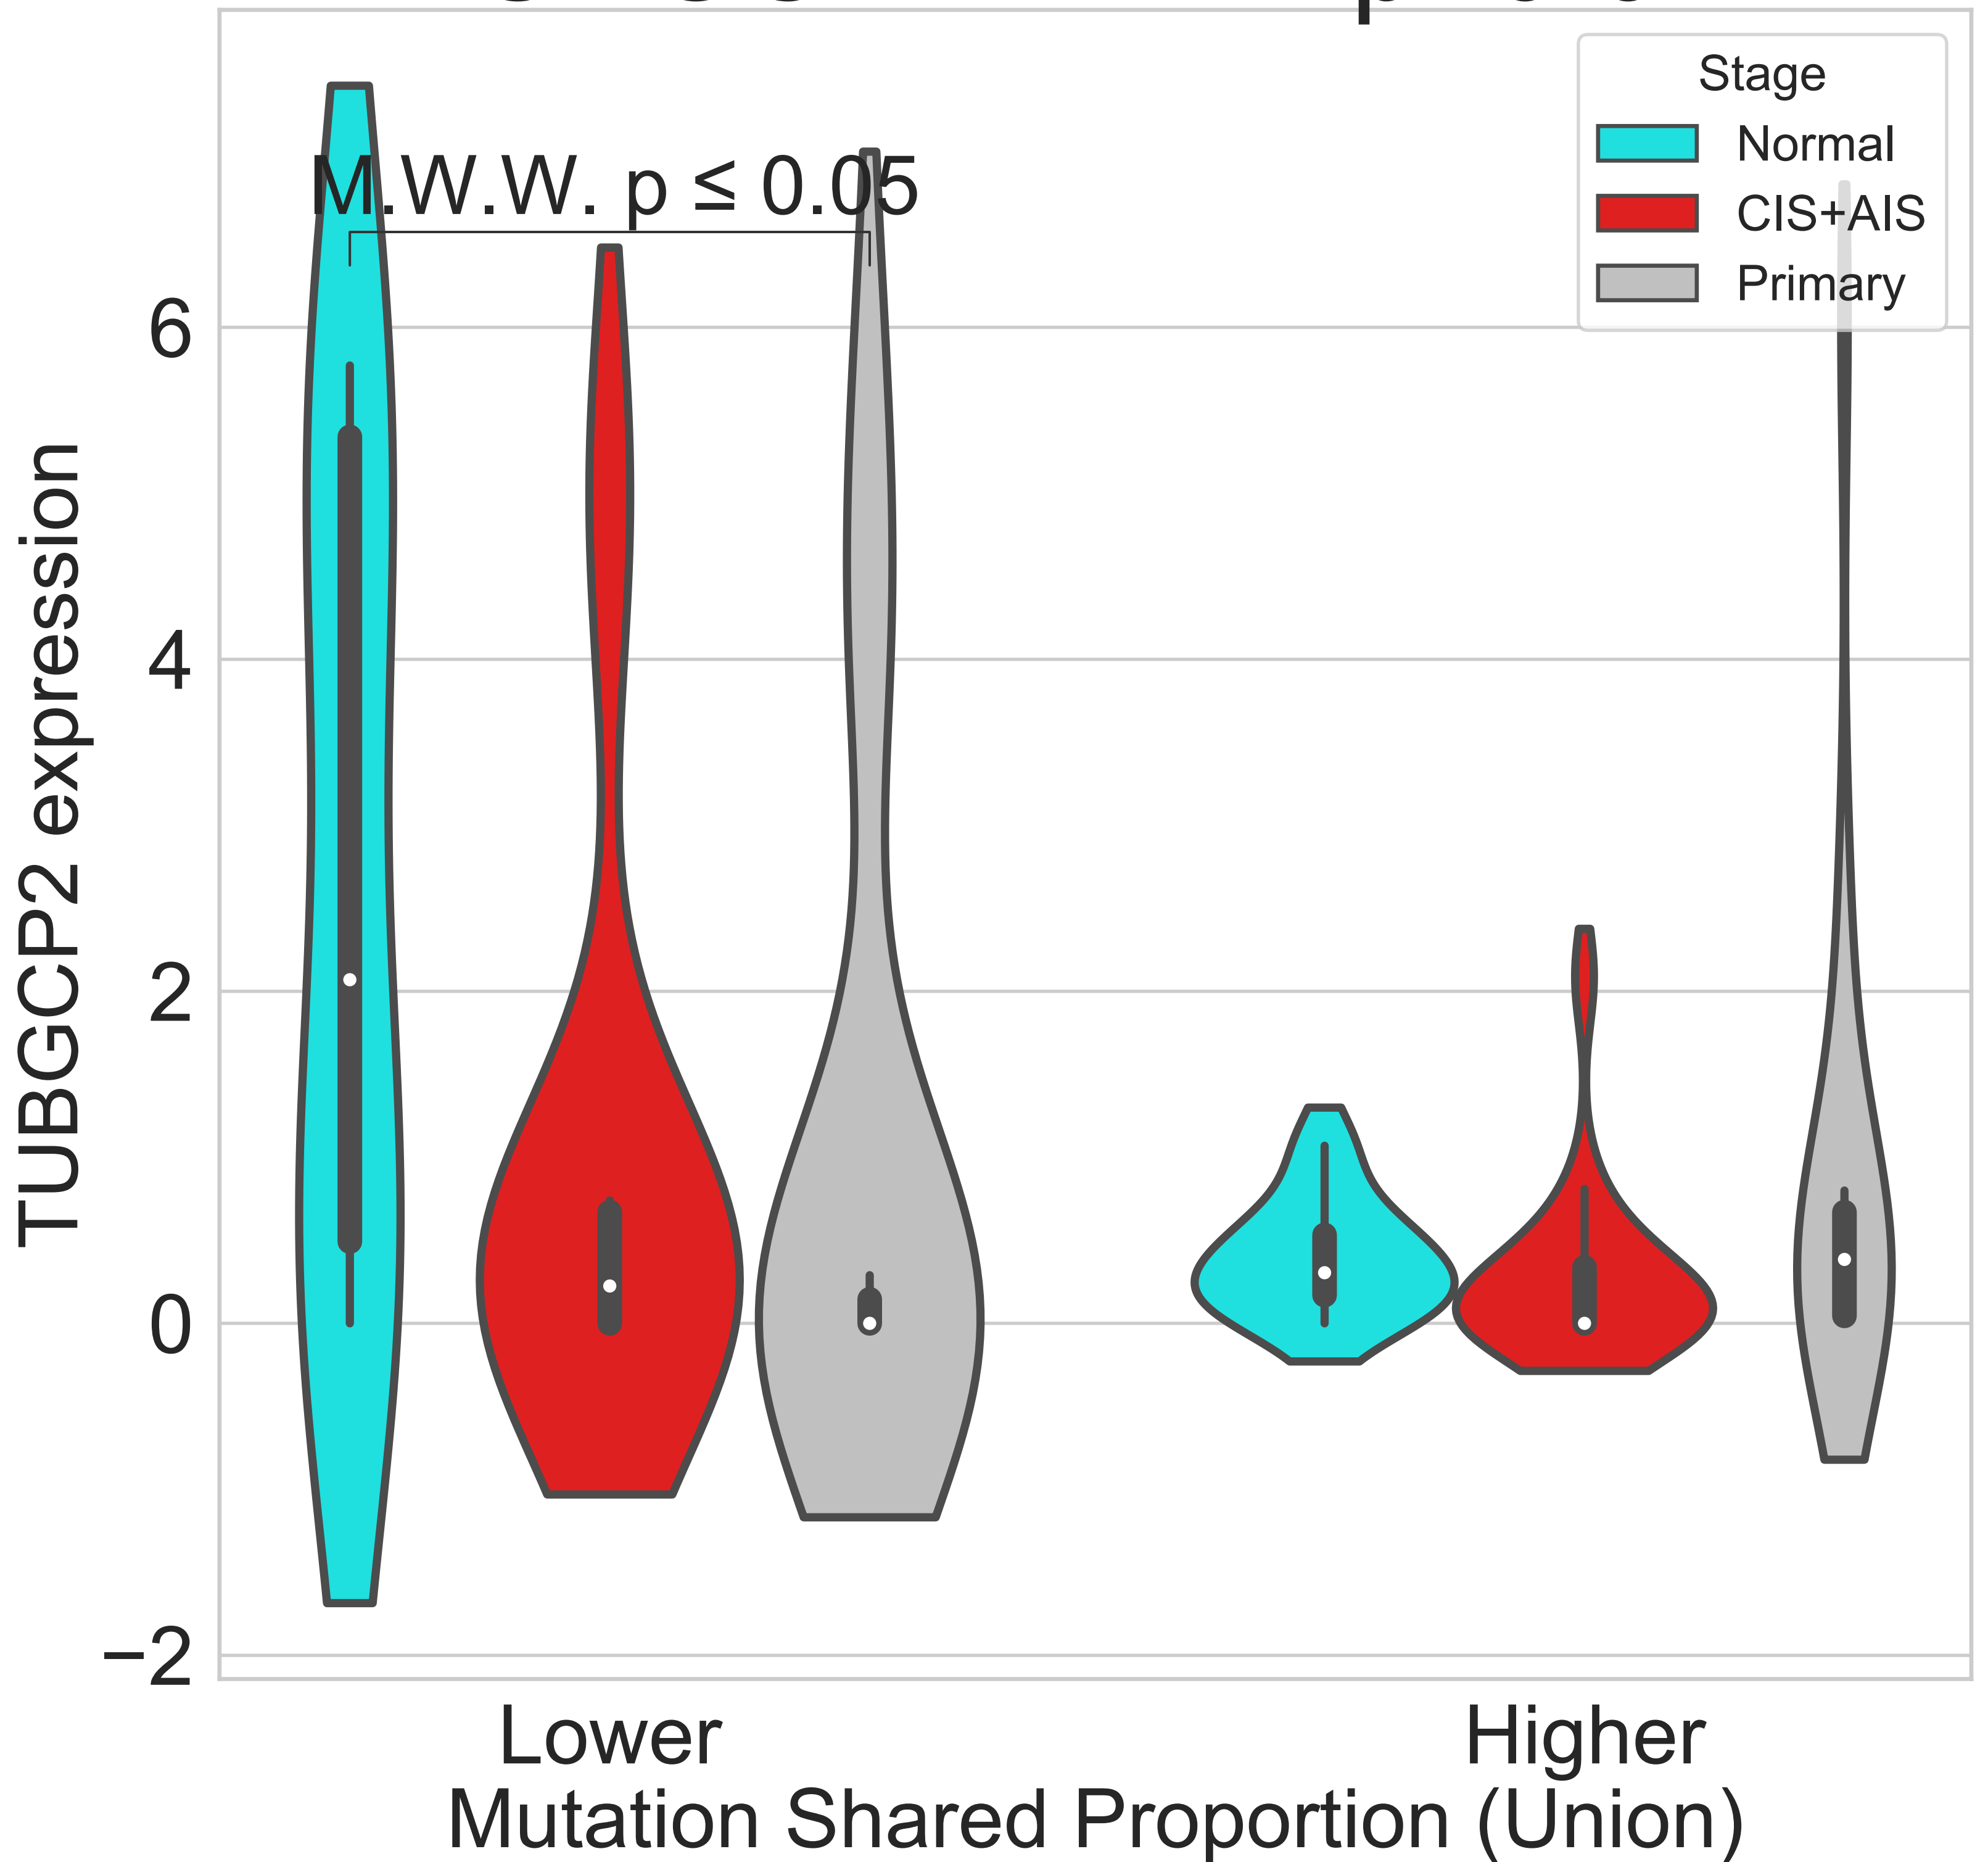 Stage
Normal
CIS+AIS
Primary
M.W.W. p ≤ 0.05
6
4
2
0
−2
TUBGCP2 expression
Lower
Higher
Mutation Shared Proportion (Union)